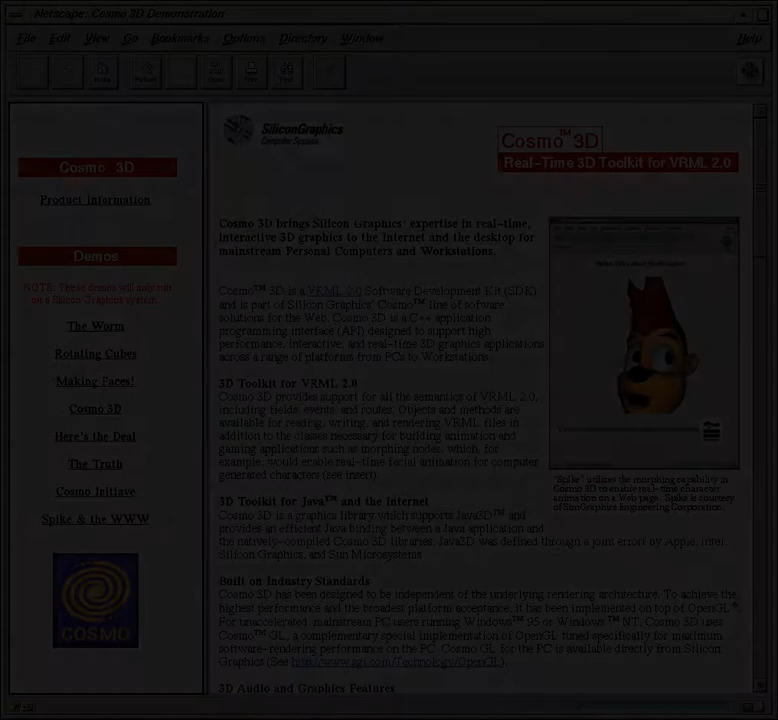 Netscape: Cosmo 3D Demonstration
File Edit View Go Bookmarks Options Directory Window Help
Home Reload Open Print Find
Cosmo 3D
Product Information
Demos
NOTE: These demos will only run
on a Silicon Graphics system.
The Worm
Rotating Cubes
Making Faces!
Cosmo 3D
Here's the Deal
The Truth
Cosmo Initiave
Spike & the WWW
COSMO
SiliconGraphics
Computer Systems
Cosmo™ 3D
Real-Time 3D Toolkit for VRML 2.0
Cosmo 3D brings Silicon Graphics' expertise in real-time,
interactive 3D graphics to the Internet and the desktop for
mainstream Personal Computers and Workstations.
Cosmo™ 3D is a VRML 2.0 Software Development Kit (SDK)
and is part of Silicon Graphics' Cosmo™ line of sofware
solutions for the Web. Cosmo 3D is a C++ application
programming interface (API) designed to support high
performance, interactive, and real-time 3D graphics applications
across a range of platforms from PCs to Workstations.
3D Toolkit for VRML 2.0
Cosmo 3D provides support for all the semantics of VRML 2.0,
including fields, events, and routes. Objects and methods are
available for reading, writing, and rendering VRML files in
addition to the classes necessary for building animation and
gaming applications such as morphing nodes, which, for
example, would enable real-time facial animation for computer
generated characters (see insert).
"Spike" utilizes the morphing capability in
Cosmo 3D to enable real-time character
animation on a Web page. Spike is courtesy
of SimGraphics Engineering Corporation.
3D Toolkit for Java™ and the Internet
Cosmo 3D is a graphics library which supports Java3D™ and
provides an efficient Java binding between a Java application and
the natively-compiled Cosmo 3D libraries. Java3D was defined through a joint errort by Apple, Intel,
Silicon Graphics, and Sun Microsystems.
Built on Industry Standards
Cosmo 3D has been designed to be independent of the underlying rendering architecture. To achieve the
highest performance and the broadest platform acceptance, it has been implemented on top of OpenGL®.
For unaccelerated, mainstream PC users running Windows™ 95 or Windows™ NT, Cosmo 3D uses
Cosmo™ GL, a complementary special implementation of OpenGL tuned specifically for maximum
software-rendering performance on the PC. Cosmo GL for the PC is available directly from Silicon
Graphics (See http://www.sgi.com/Technology/OpenGL).
3D Audio and Graphics Features